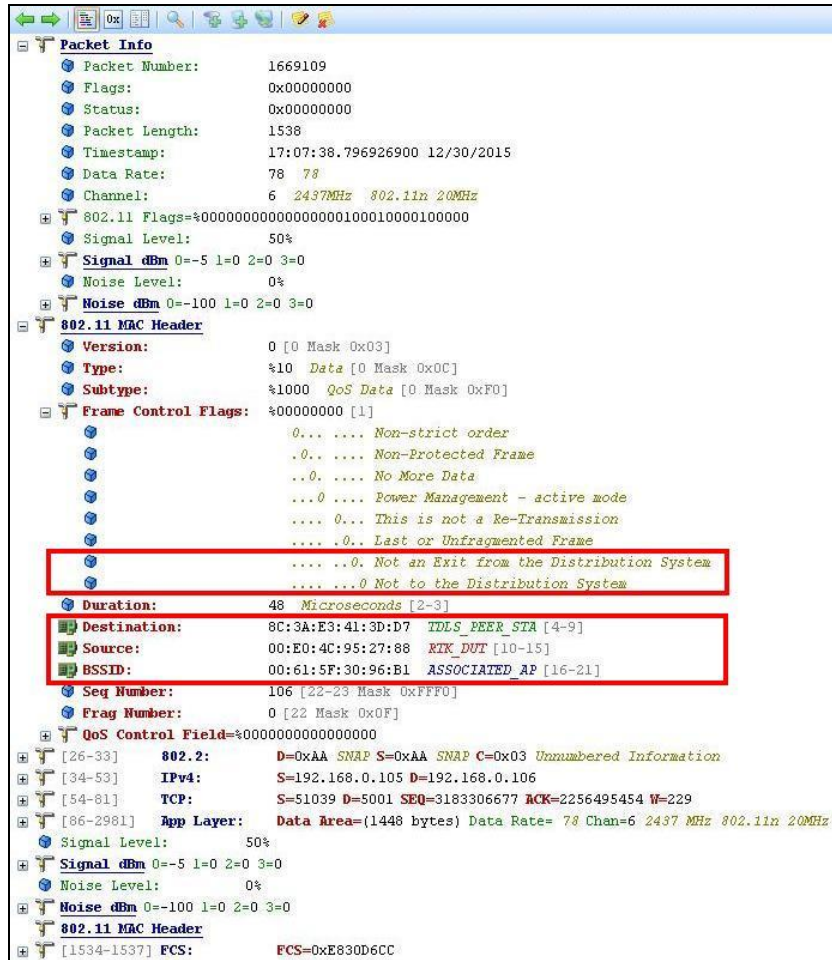 Packet Info
Packet Number: 1669109
Flags: 0x00000000
Status: 0x00000000
Packet Length: 1538
Timestamp: 17:07:38.796926900 12/30/2015
Data Rate: 78 78
Channel: 6 2437MHz 802.11n 20MHz
802.11 Flags=%00000000000000000100010000100000
Signal Level: 50%
Signal dBm 0=-5 1=0 2=0 3=0
Noise Level: 0%
Noise dBm 0=-100 1=0 2=0 3=0
802.11 MAC Header
Version: 0 [0 Mask 0x03]
Type: %10 Data [0 Mask 0x0C]
Subtype: %1000 QoS Data [0 Mask 0xF0]
Frame Control Flags: %00000000 [1]
0... .... Non-strict order
.0.. .... Non-Protected Frame
..0. .... No More Data
...0 .... Power Management - active mode
.... 0... This is not a Re-Transmission
.... .0.. Last or Unfragmented Frame
.... ..0. Not an Exit from the Distribution System
.... ...0 Not to the Distribution System
Duration: 48 Microseconds [2-3]
Destination: 8C:3A:E3:41:3D:D7 TDLS_PEER_STA [4-9]
Source: 00:E0:4C:95:27:88 RTK_DUT [10-15]
BSSID: 00:61:5F:30:96:B1 ASSOCIATED_AP [16-21]
Seq Number: 106 [22-23 Mask 0xFFF0]
Frag Number: 0 [22 Mask 0x0F]
QoS Control Field=%0000000000000000
[26-33] 802.2: D=0xAA SNAP S=0xAA SNAP C=0x03 Unnumbered Information
[34-53] IPv4: S=192.168.0.105 D=192.168.0.106
[54-81] TCP: S=51039 D=5001 SEQ=3183306677 ACK=2256495454 W=229
[86-2981] App Layer: Data Area=(1448 bytes) Data Rate= 78 Chan=6 2437 MHz 802.11n 20MHz
Signal Level: 50%
Signal dBm 0=-5 1=0 2=0 3=0
Noise Level: 0%
Noise dBm 0=-100 1=0 2=0 3=0
802.11 MAC Header
[1534-1537] FCS: FCS=0xE830D6CC